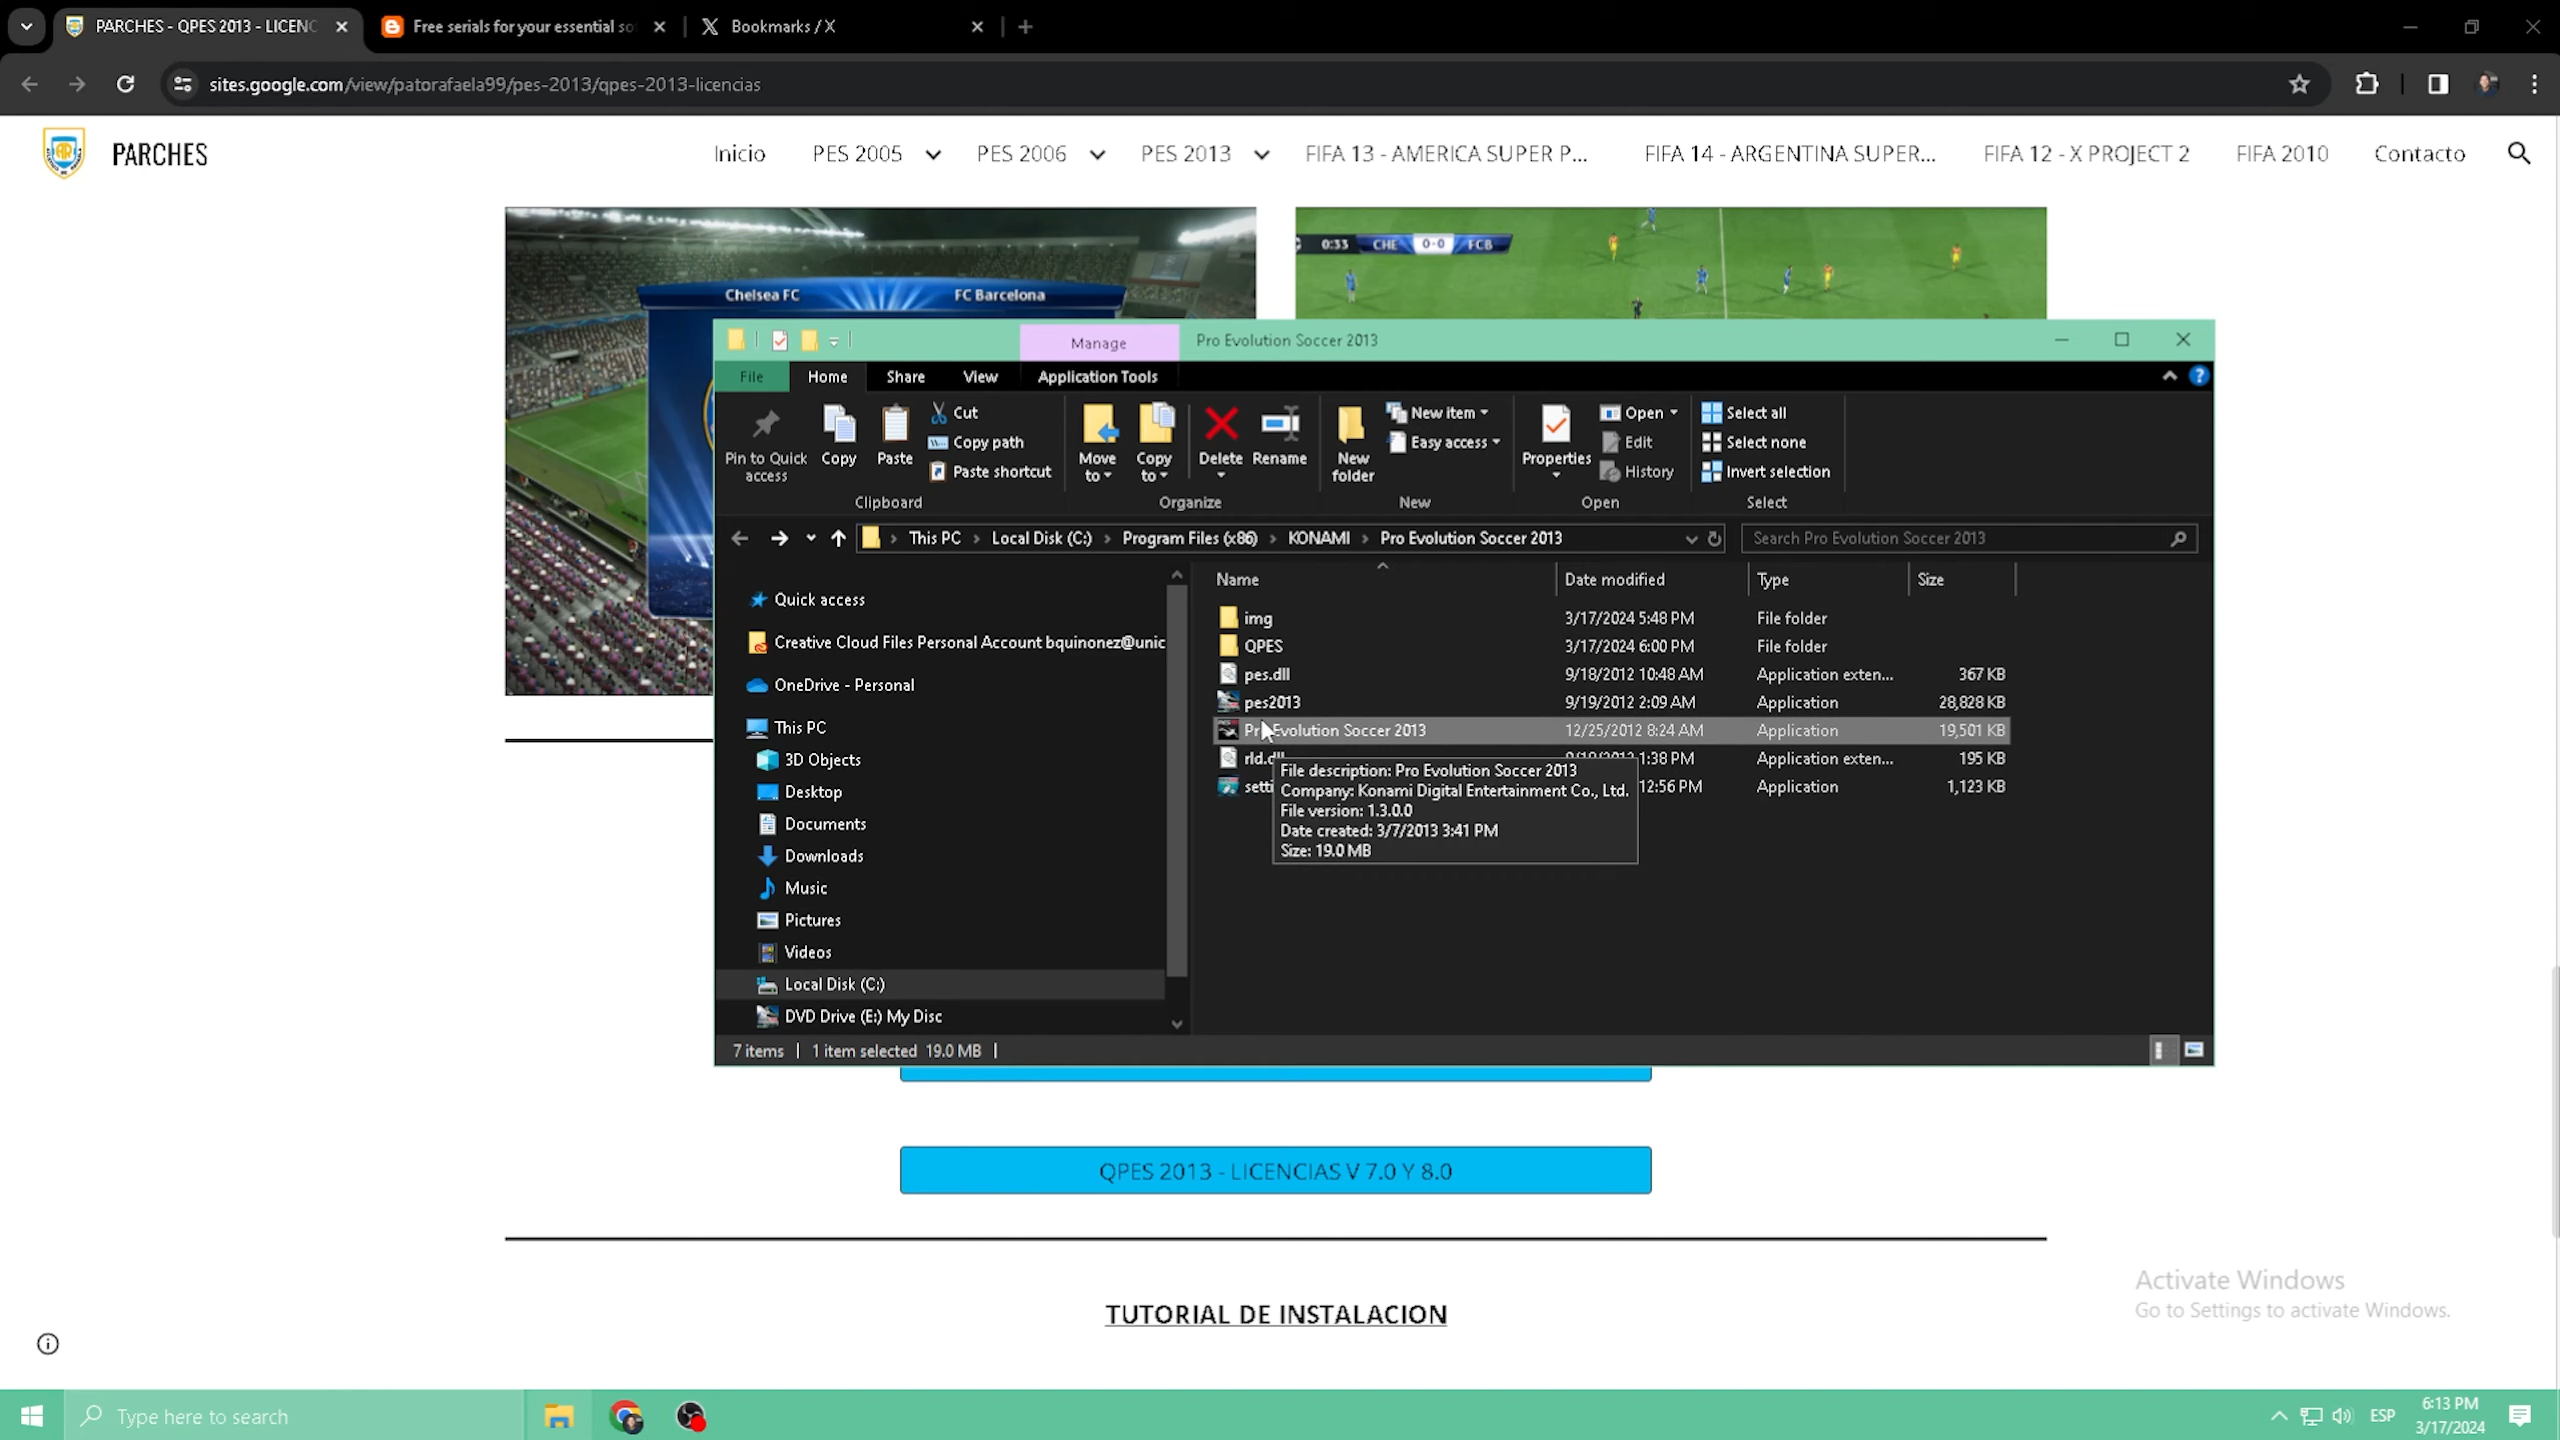 PARCHES - QPES 2013 - LICENC
Free serials for your essential so
Bookmarks / X
sites.google.com/view/patorafaela99/pes-2013/qpes-2013-licencias
PARCHES
Inicio
PES 2005
PES 2006
PES 2013
FIFA 13 - AMERICA SUPER P...
FIFA 14 - ARGENTINA SUPER...
FIFA 12 - X PROJECT 2
FIFA 2010
Contacto
Chelsea FC
FC Barcelona
0:33 CHE 0-0 FCB
Manage
Pro Evolution Soccer 2013
File
Home
Share
View
Application Tools
Pin to Quick access
Copy
Paste
Cut
Copy path
Paste shortcut
Clipboard
Move to
Copy to
Delete
Rename
Organize
New folder
New item
Easy access
New
Properties
Open
Edit
History
Open
Select all
Select none
Invert selection
Select
This PC
Local Disk (C:)
Program Files (x86)
KONAMI
Pro Evolution Soccer 2013
Search Pro Evolution Soccer 2013
Quick access
Creative Cloud Files Personal Account bquinonez@unic
OneDrive - Personal
This PC
3D Objects
Desktop
Documents
Downloads
Music
Pictures
Videos
Local Disk (C:)
DVD Drive (E:) My Disc
Name
Date modified
Type
Size
img 3/17/2024 5:48 PM File folder
QPES 3/17/2024 6:00 PM File folder
pes.dll 9/18/2012 10:48 AM Application exten... 367 KB
pes2013 9/19/2012 2:09 AM Application 28,828 KB
Pro Evolution Soccer 2013 12/25/2012 8:24 AM Application 19,501 KB
rld.dll 1:38 PM Application exten... 195 KB
setti 12:56 PM Application 1,123 KB
File description: Pro Evolution Soccer 2013
Company: Konami Digital Entertainment Co., Ltd.
File version: 1.3.0.0
Date created: 3/7/2013 3:41 PM
Size: 19.0 MB
7 items
1 item selected 19.0 MB
QPES 2013 - LICENCIAS V 7.0 Y 8.0
TUTORIAL DE INSTALACION
Activate Windows
Go to Settings to activate Windows.
Type here to search
ESP
6:13 PM
3/17/2024